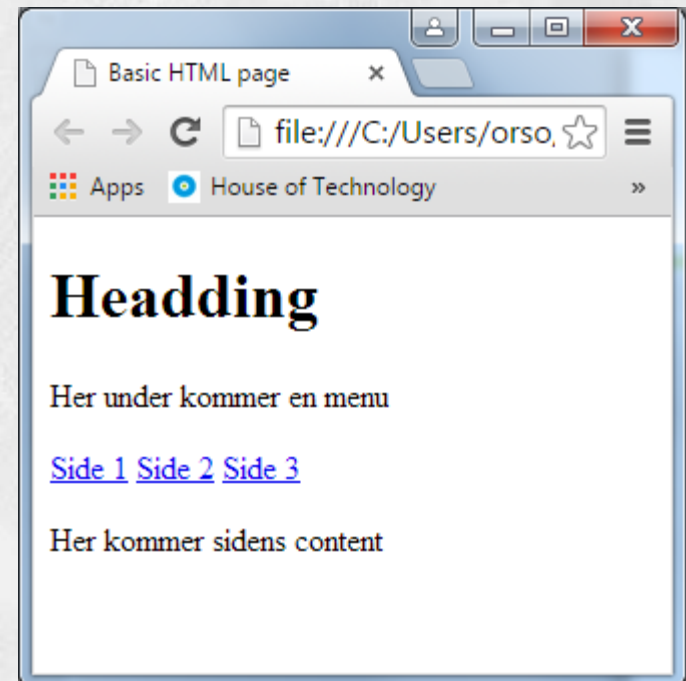 Basic HTML page
file:///C:/Users/orso,
Apps House of Technology »
Headding
Her under kommer en menu
Side 1 Side 2 Side 3
Her kommer sidens content